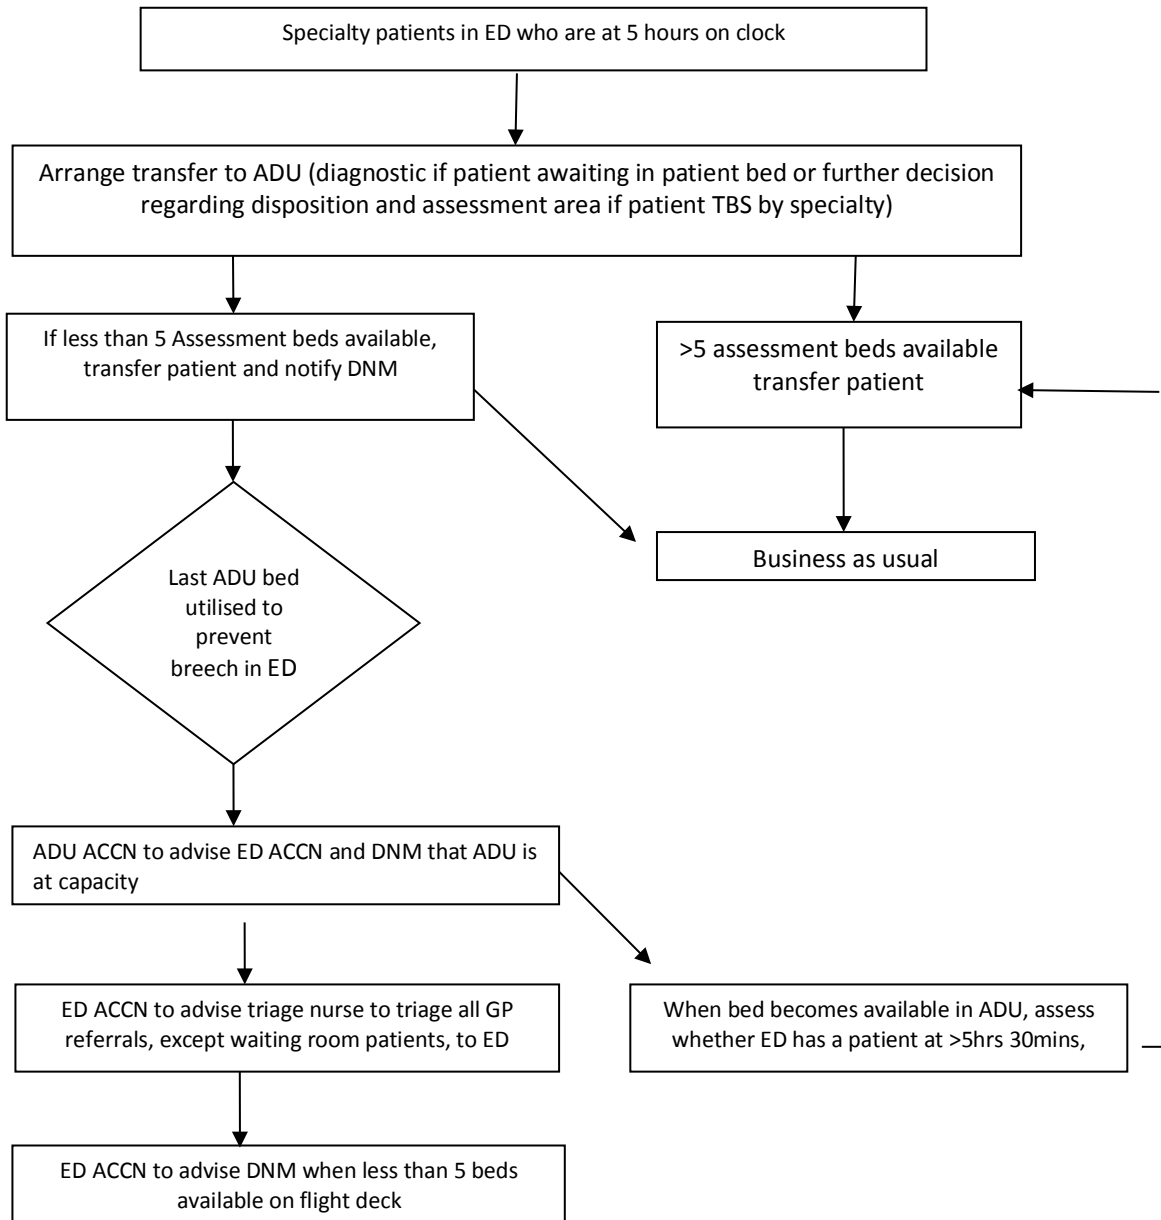 Specialty patients in ED who are at 5 hours on clock
Arrange transfer to ADU (diagnostic if patient awaiting in patient bed or further decision
regarding disposition and assessment area if patient TBS by specialty)
If less than 5 Assessment beds available,
transfer patient and notify DNM
>5 assessment beds available
transfer patient
Business as usual
Last ADU bed
utilised to
prevent
breech in ED
ADU ACCN to advise ED ACCN and DNM that ADU is
at capacity
ED ACCN to advise triage nurse to triage all GP
referrals, except waiting room patients, to ED
When bed becomes available in ADU, assess
whether ED has a patient at >5hrs 30mins,
ED ACCN to advise DNM when less than 5 beds
available on flight deck